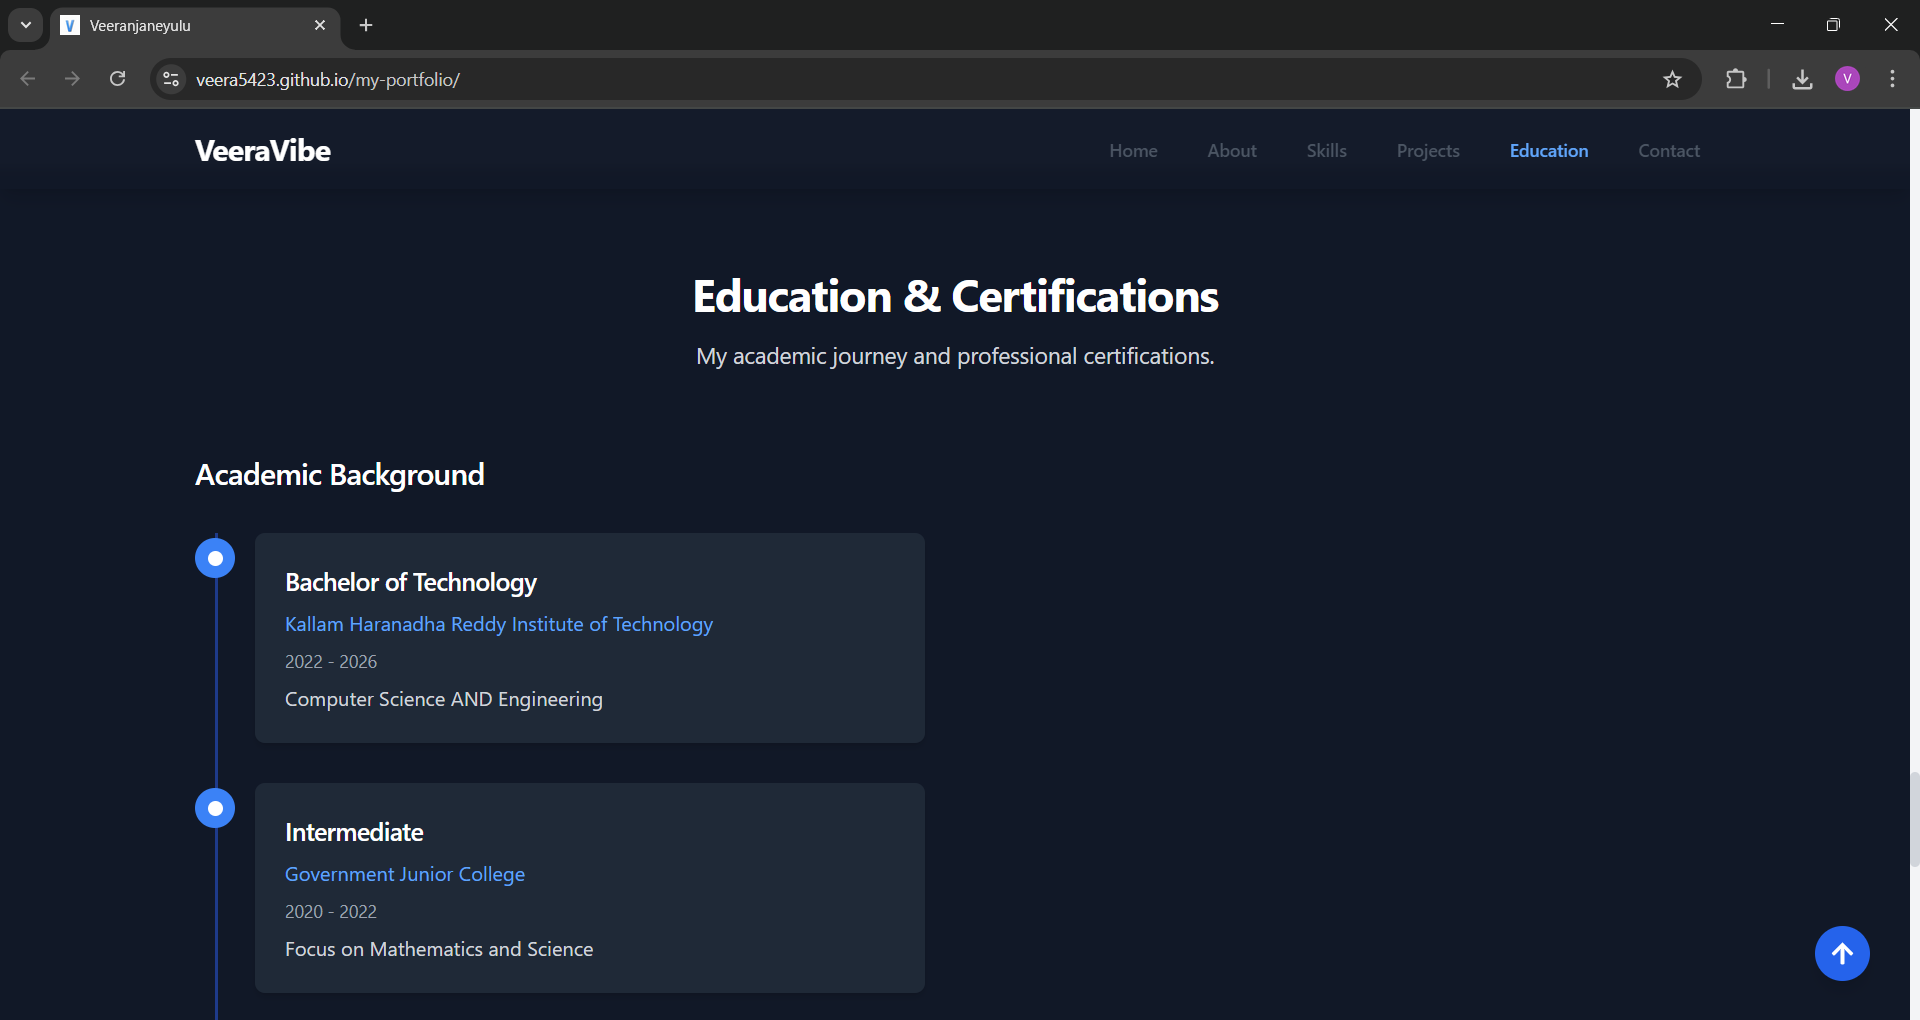 Veeranjaneyulu
veera5423.github.io/my-portfolio/
V
VeeraVibe
Home About Skills Projects Education Contact
Education & Certifications
My academic journey and professional certifications.
Academic Background
Bachelor of Technology
Kallam Haranadha Reddy Institute of Technology
2022 - 2026
Computer Science AND Engineering
Intermediate
Government Junior College
2020 - 2022
Focus on Mathematics and Science